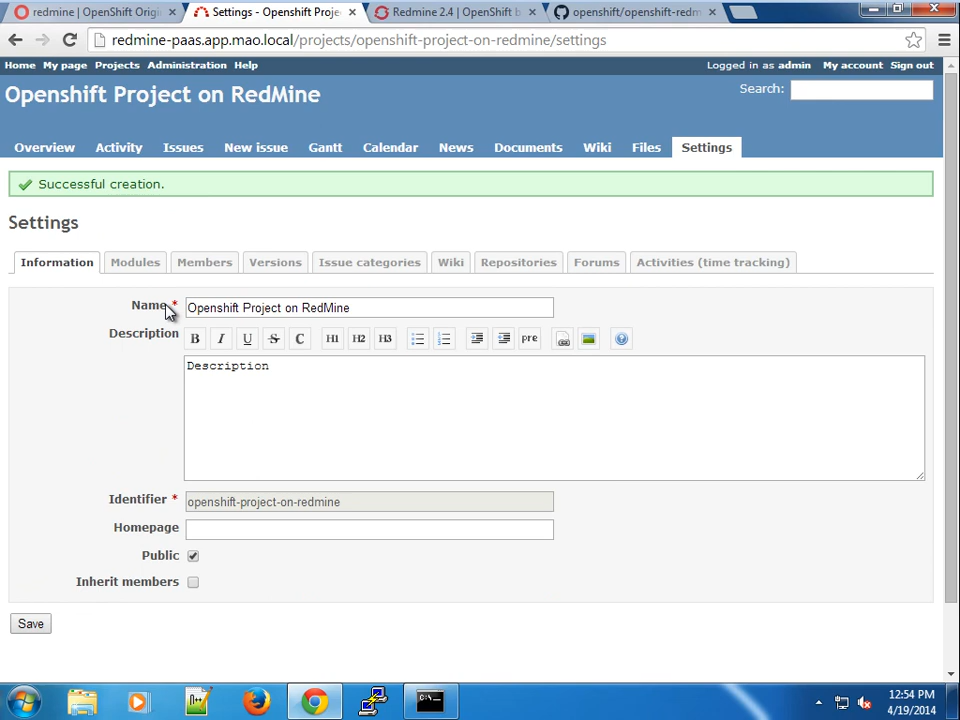 redmine | OpenShift Origi
Settings - Openshift Proje
Redmine 2.4 | OpenShift b
openshift/openshift-redm
redmine-paas.app.mao.local/projects/openshift-project-on-redmine/settings
Home My page Projects Administration Help
Logged in as admin My account Sign out
Openshift Project on RedMine
Search:
Overview Activity Issues New issue Gantt Calendar News Documents Wiki Files Settings
Successful creation.
Settings
Information Modules Members Versions Issue categories Wiki Repositories Forums Activities (time tracking)
Name * Openshift Project on RedMine
Description B I U S C H1 H2 H3 pre
Description
Identifier * openshift-project-on-redmine
Homepage
Public
Inherit members
Save
12:54 PM
4/19/2014